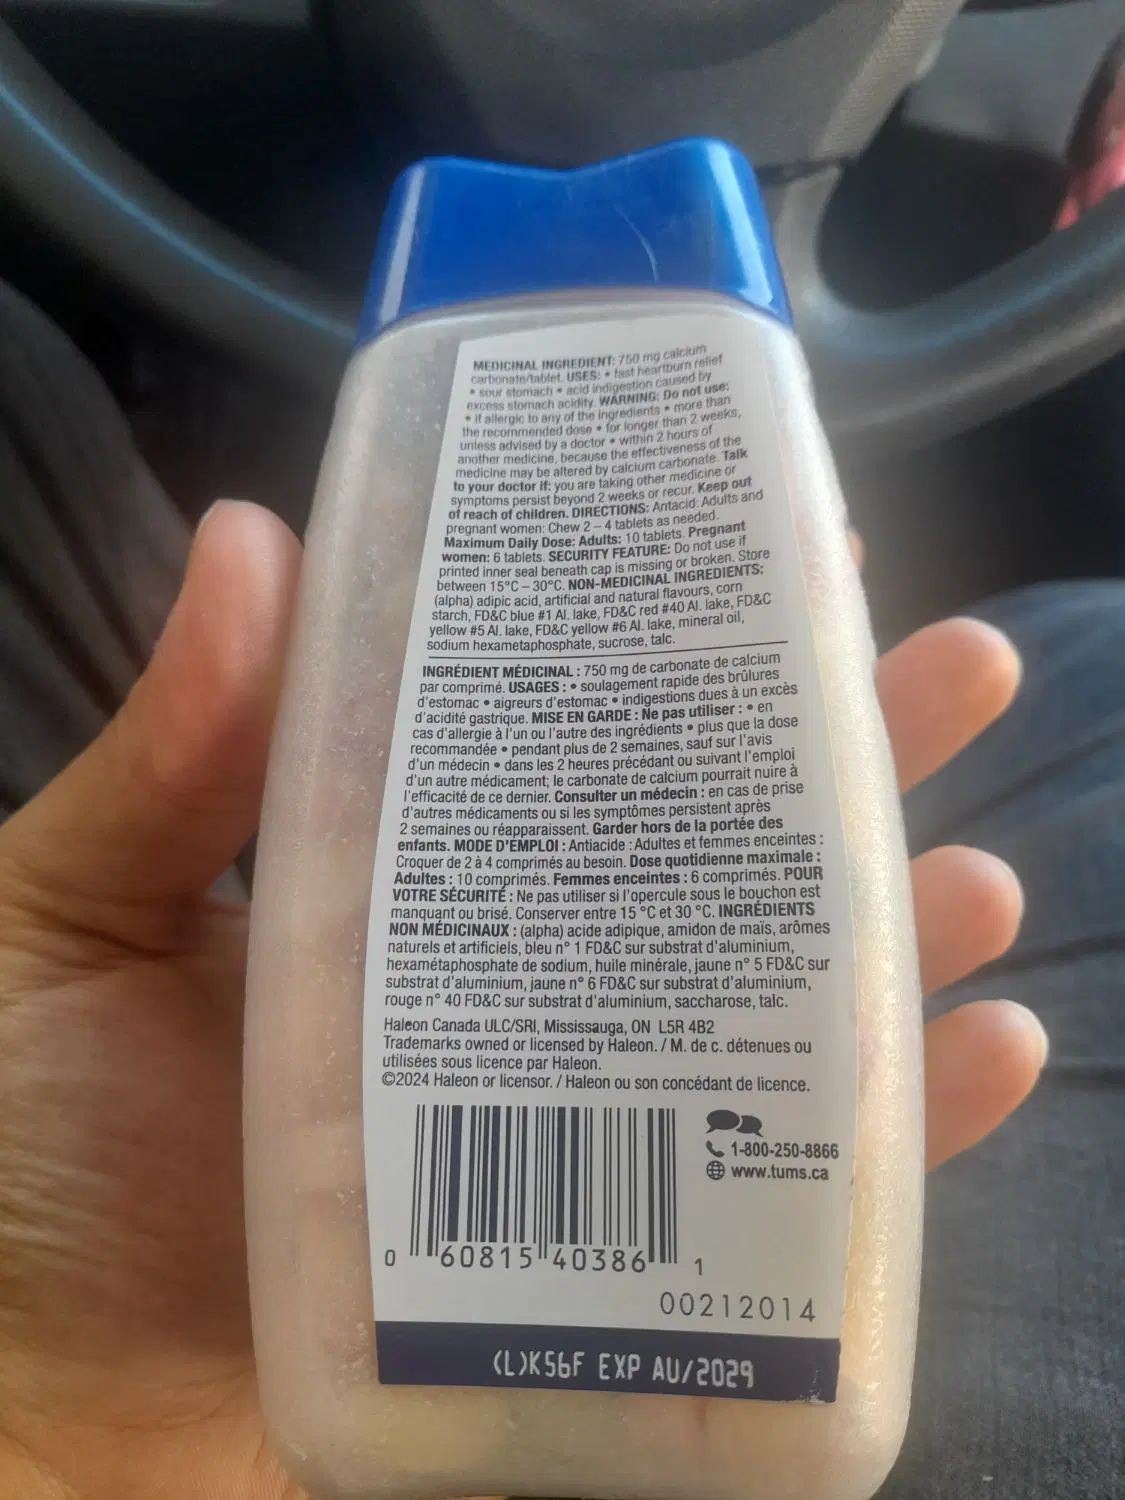 MEDICINAL INGREDIENT: 750 mg calcium
carbonate/tablet. USES: • fast heartburn relief
• sour stomach • acid indigestion caused by
excess stomach acidity. WARNING: Do not use:
• if allergic to any of the ingredients • more than
the recommended dose • for longer than 2 weeks,
unless advised by a doctor • within 2 hours of
another medicine, because the effectiveness of the
medicine may be altered by calcium carbonate. Talk
to your doctor if: you are taking other medicine or
symptoms persist beyond 2 weeks or recur. Keep out
of reach of children. DIRECTIONS: Antacid: Adults and
pregnant women: Chew 2 – 4 tablets as needed.
Maximum Daily Dose: Adults: 10 tablets. Pregnant
women: 6 tablets. SECURITY FEATURE: Do not use if
printed inner seal beneath cap is missing or broken. Store
between 15°C – 30°C. NON-MEDICINAL INGREDIENTS:
(alpha) adipic acid, artificial and natural flavours, corn
starch, FD&C blue #1 Al. lake, FD&C red #40 Al. lake, FD&C
yellow #5 Al. lake, FD&C yellow #6 Al. lake, mineral oil,
sodium hexametaphosphate, sucrose, talc.
INGRÉDIENT MÉDICINAL : 750 mg de carbonate de calcium
par comprimé. USAGES : • soulagement rapide des brûlures
d'estomac • aigreurs d'estomac • indigestions dues à un excès
d'acidité gastrique. MISE EN GARDE : Ne pas utiliser : • en
cas d'allergie à l'un ou l'autre des ingrédients • plus que la dose
recommandée • pendant plus de 2 semaines, sauf sur l'avis
d'un médecin • dans les 2 heures précédant ou suivant l'emploi
d'un autre médicament; le carbonate de calcium pourrait nuire à
l'efficacité de ce dernier. Consulter un médecin : en cas de prise
d'autres médicaments ou si les symptômes persistent après
2 semaines ou réapparaissent. Garder hors de la portée des
enfants. MODE D'EMPLOI : Antiacide : Adultes et femmes enceintes :
Croquer de 2 à 4 comprimés au besoin. Dose quotidienne maximale :
Adultes : 10 comprimés. Femmes enceintes : 6 comprimés. POUR
VOTRE SÉCURITÉ : Ne pas utiliser si l'opercule sous le bouchon est
manquant ou brisé. Conserver entre 15 °C et 30 °C. INGRÉDIENTS
NON MÉDICINAUX : (alpha) acide adipique, amidon de maïs, arômes
naturels et artificiels, bleu n° 1 FD&C sur substrat d'aluminium,
hexamétaphosphate de sodium, huile minérale, jaune n° 5 FD&C sur
substrat d'aluminium, jaune n° 6 FD&C sur substrat d'aluminium,
rouge n° 40 FD&C sur substrat d'aluminium, saccharose, talc.
Haleon Canada ULC/SRI, Mississauga, ON L5R 4B2
Trademarks owned or licensed by Haleon. / M. de c. détenues ou
utilisées sous licence par Haleon.
©2024 Haleon or licensor. / Haleon ou son concédant de licence.
1-800-250-8866
www.tums.ca
0 60815 40386 1
00212014
(L)K56F EXP AU/2029